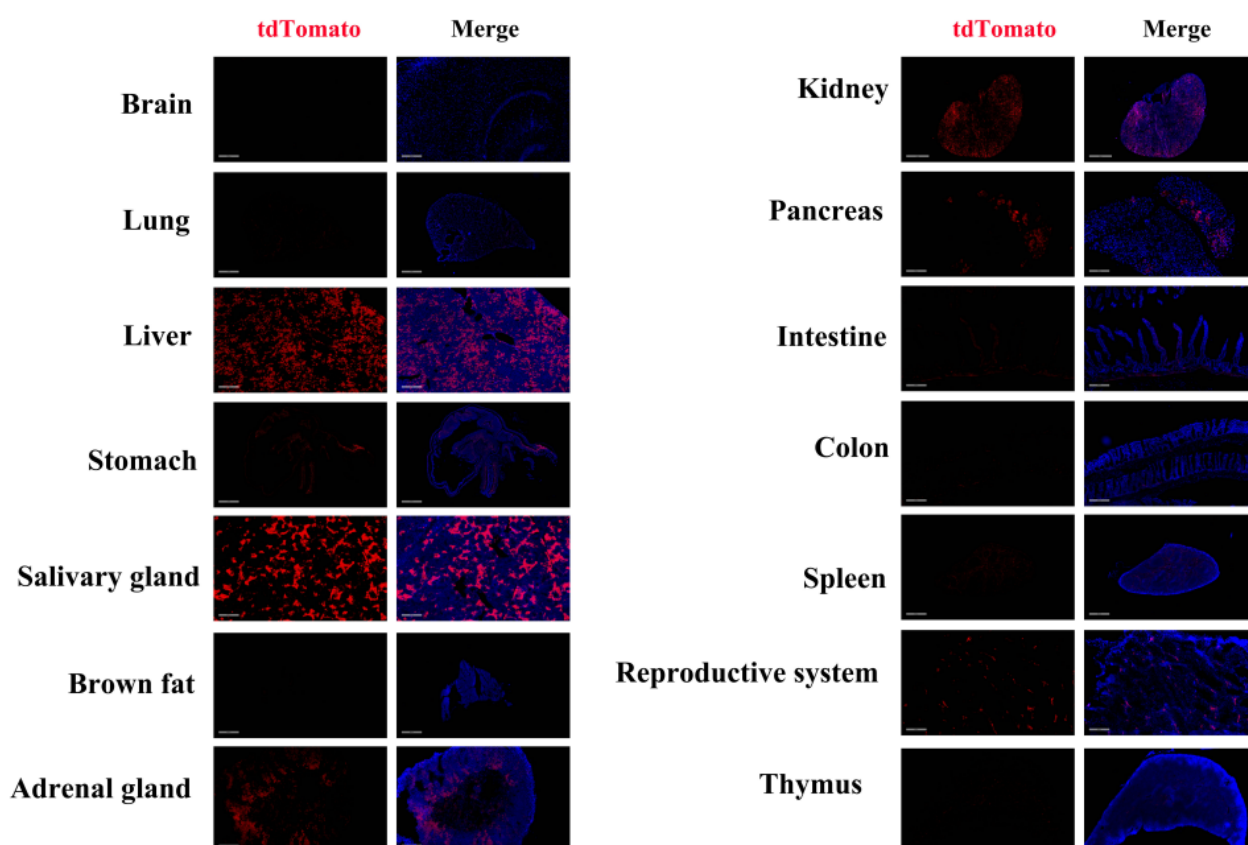 tdTomato Merge
Brain
Lung
Liver
Stomach
Salivary gland
Brown fat
Adrenal gland
tdTomato Merge
Kidney
Pancreas
Intestine
Colon
Spleen
Reproductive system
Thymus